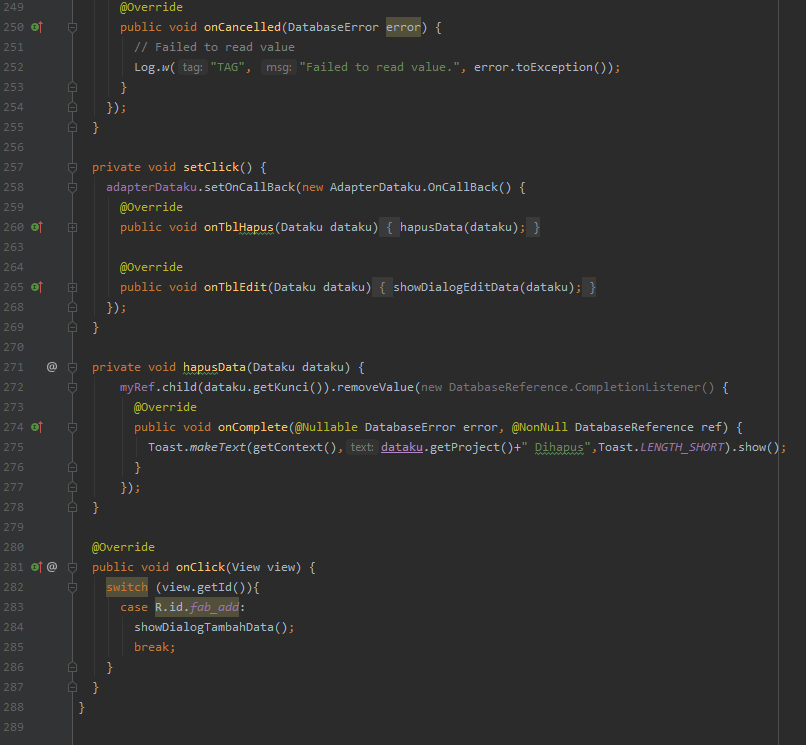 249 @Override
250 public void onCancelled(DatabaseError error) {
251 // Failed to read value
252 Log.w( tag: "TAG", msg: "Failed to read value.", error.toException());
253 }
254 });
255 }
256
257 private void setClick() {
258 adapterDataku.setOnCallBack(new AdapterDataku.OnCallBack() {
259 @Override
260 public void onTblHapus(Dataku dataku) { hapusData(dataku); }
263
264 @Override
265 public void onTblEdit(Dataku dataku) { showDialogEditData(dataku); }
268 });
269 }
270
271 @ private void hapusData(Dataku dataku) {
272 myRef.child(dataku.getKunci()).removeValue(new DatabaseReference.CompletionListener() {
273 @Override
274 public void onComplete(@Nullable DatabaseError error, @NonNull DatabaseReference ref) {
275 Toast.makeText(getContext(), text: dataku.getProject()+" Dihapus",Toast.LENGTH_SHORT).show();
276 }
277 });
278 }
279
280 @Override
281 @ public void onClick(View view) {
282 switch (view.getId()){
283 case R.id.fab_add:
284 showDialogTambahData();
285 break;
286 }
287 }
288 }
289